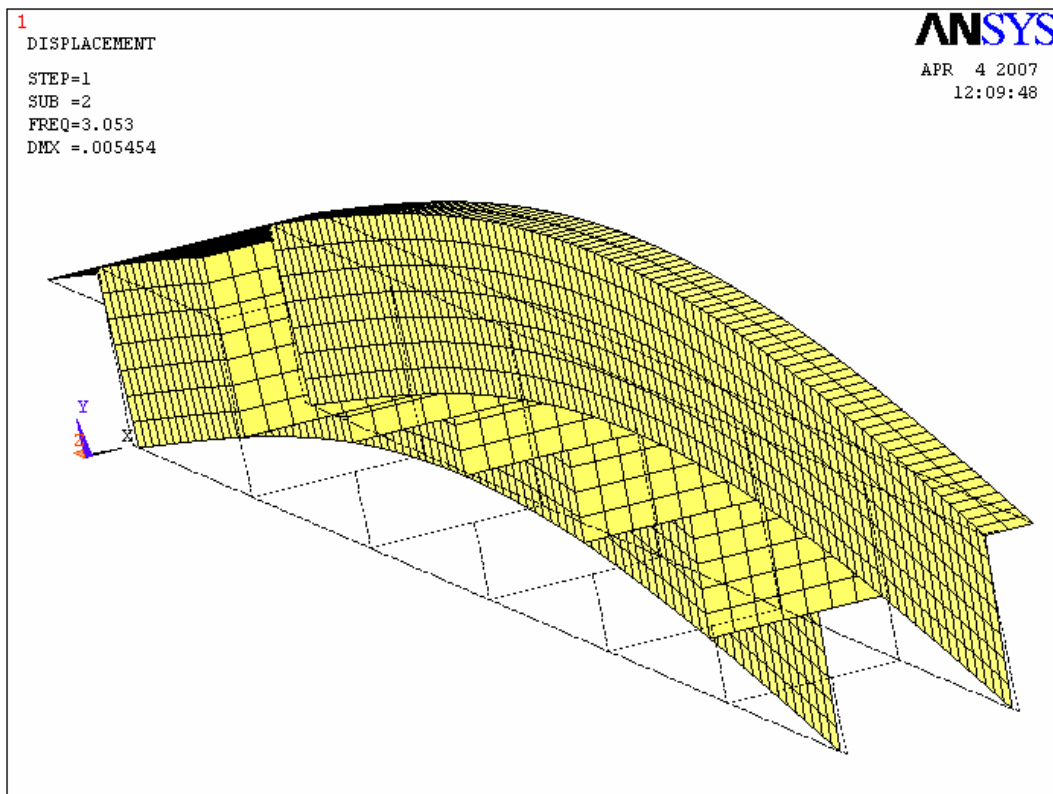 1
DISPLACEMENT
STEP=1
SUB =2
FREQ=3.053
DMX =.005454
ANSYS
APR 4 2007
12:09:48
Y
Z
X